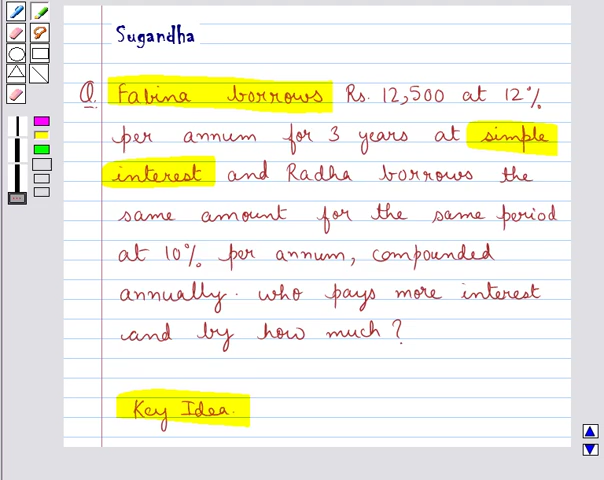 Sugandha
Q. Fabina borrows Rs. 12,500 at 12%
per annum for 3 years at simple
interest and Radha borrows the
same amount for the same period
at 10% per annum, compounded
annually. who pays more interest
and by how much?
Key Idea.